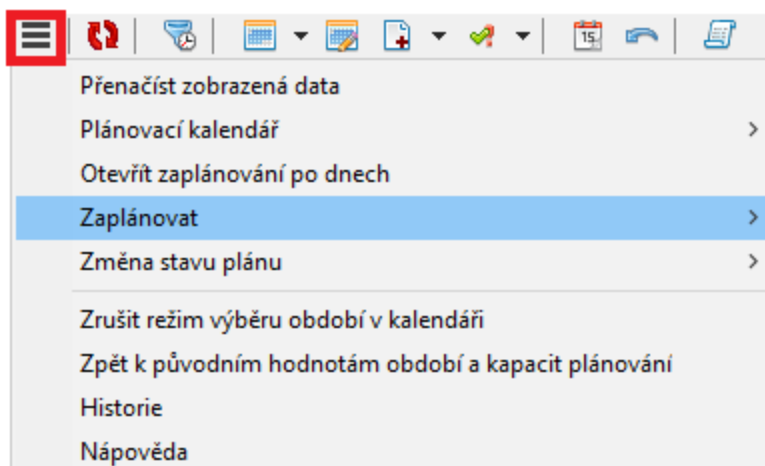 15
Přenačíst zobrazená data
Plánovací kalendář
Otevřít zaplánování po dnech
Zaplánovat
Změna stavu plánu
Zrušit režim výběru období v kalendáři
Zpět k původním hodnotám období a kapacit plánování
Historie
Nápověda